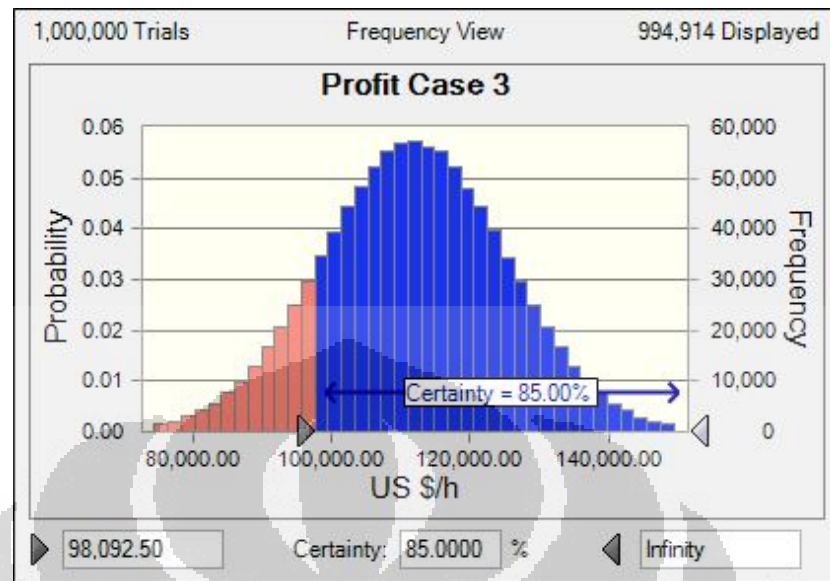 1,000,000 Trials Frequency View 994,914 Displayed
Profit Case 3
0.06 60,000
0.05 50,000
0.04 40,000
0.03 30,000
0.02 20,000
0.01 10,000
0.00 0
Probability
Frequency
Certainty = 85.00%
80,000.00 100,000.00 120,000.00 140,000.00
US $/h
98,092.50 Certainty: 85.0000 % Infinity